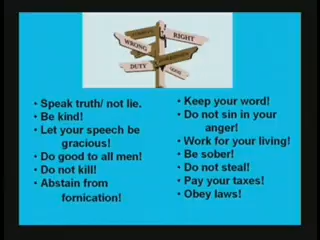 WRONG
RIGHT
DUTY
• Speak truth/ not lie.
• Be kind!
• Let your speech be
gracious!
• Do good to all men!
• Do not kill!
• Abstain from
fornication!
• Keep your word!
• Do not sin in your
anger!
• Work for your living!
• Be sober!
• Do not steal!
• Pay your taxes!
• Obey laws!